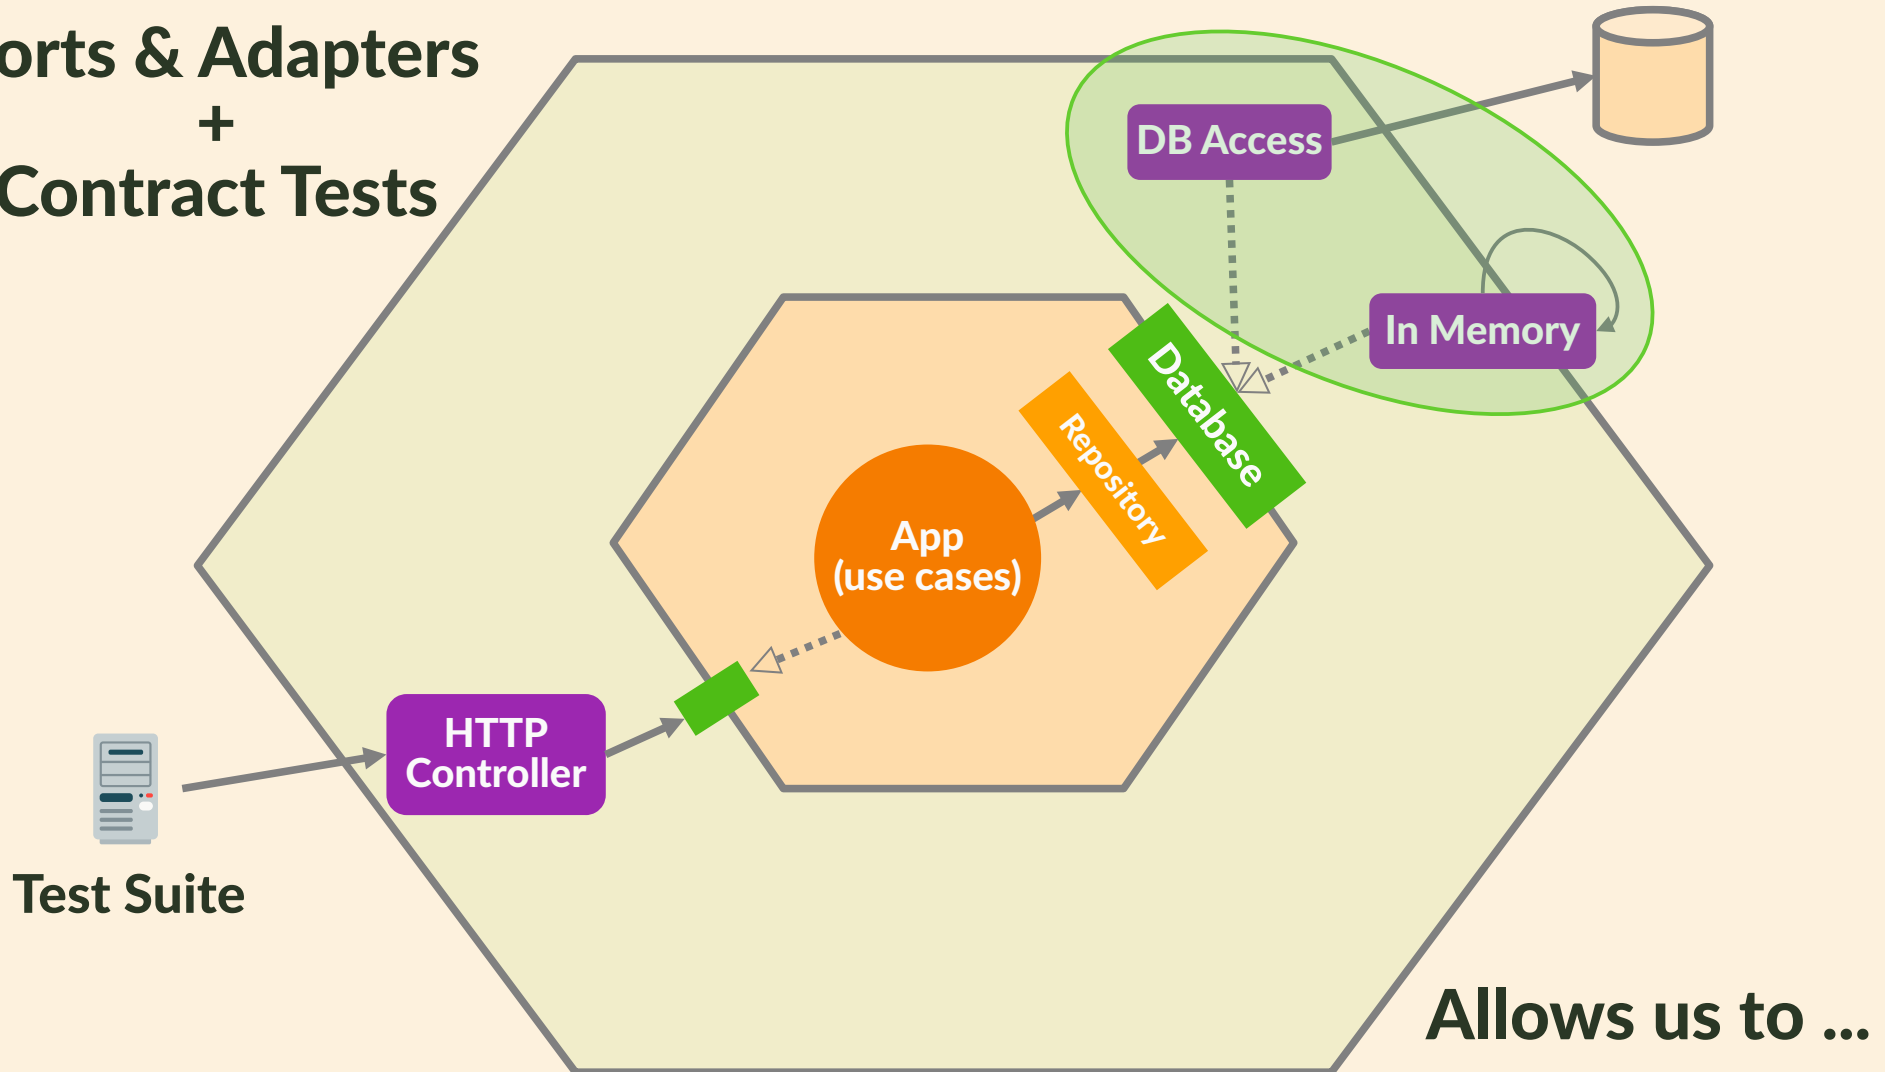 orts & Adapters
+
Contract Tests
DB Access
In Memory
Database
Repository
App
(use cases)
HTTP
Controller
Test Suite
Allows us to ...